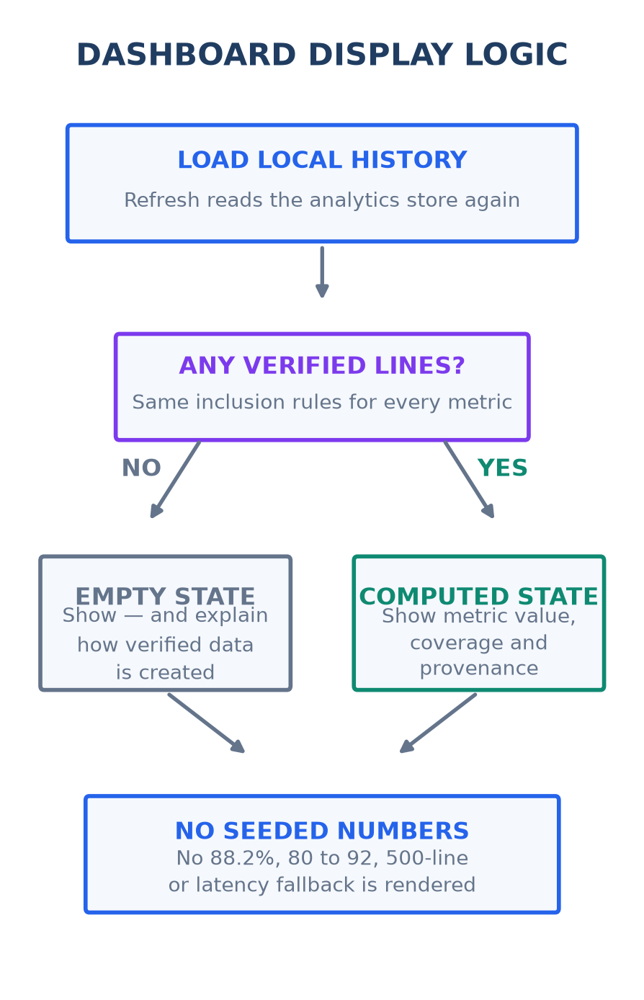 DASHBOARD DISPLAY LOGIC
LOAD LOCAL HISTORY
Refresh reads the analytics store again
ANY VERIFIED LINES?
Same inclusion rules for every metric
NO
YES
EMPTY STATE
Show — and explain
how verified data
is created
COMPUTED STATE
Show metric value,
coverage and
provenance
NO SEEDED NUMBERS
No 88.2%, 80 to 92, 500-line
or latency fallback is rendered